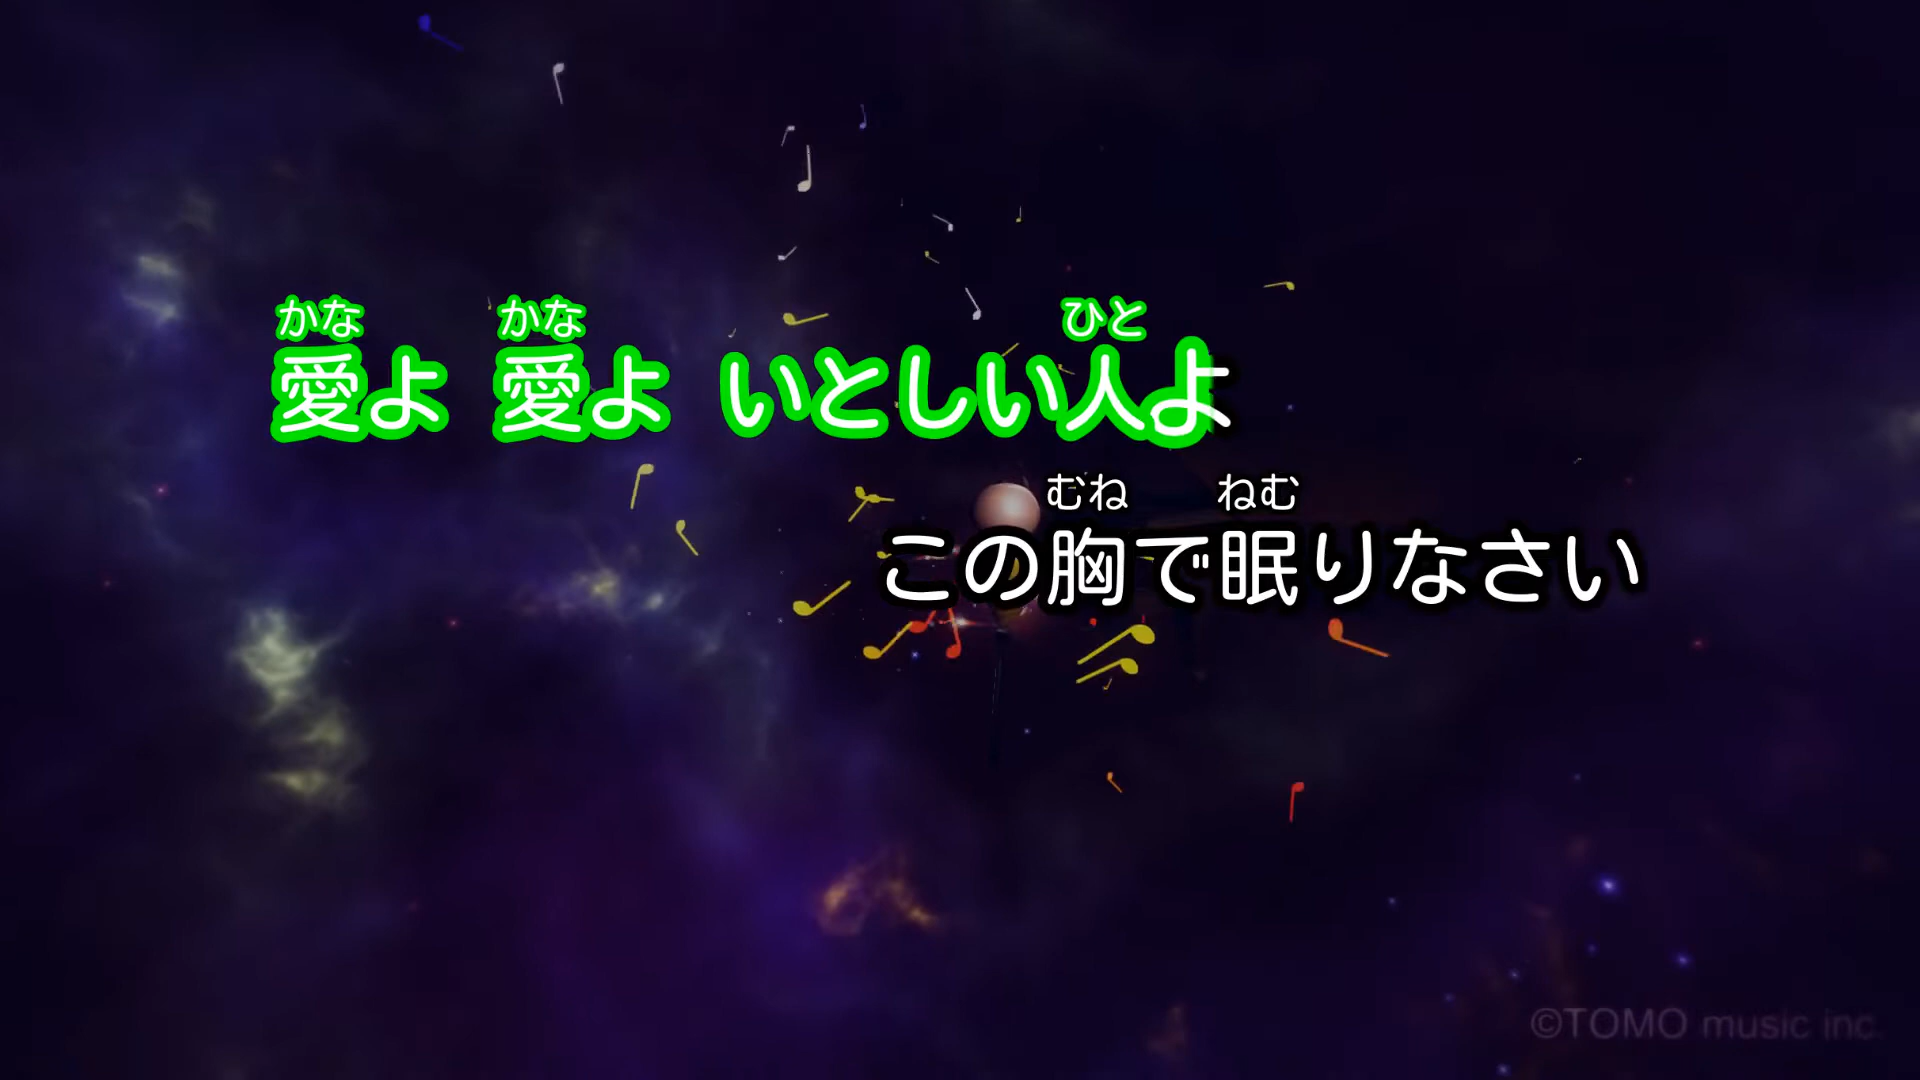 かな かな ひと
愛よ 愛よ いとしい人よ
むね ねむ
この胸で眠りなさい
©TOMO music inc.